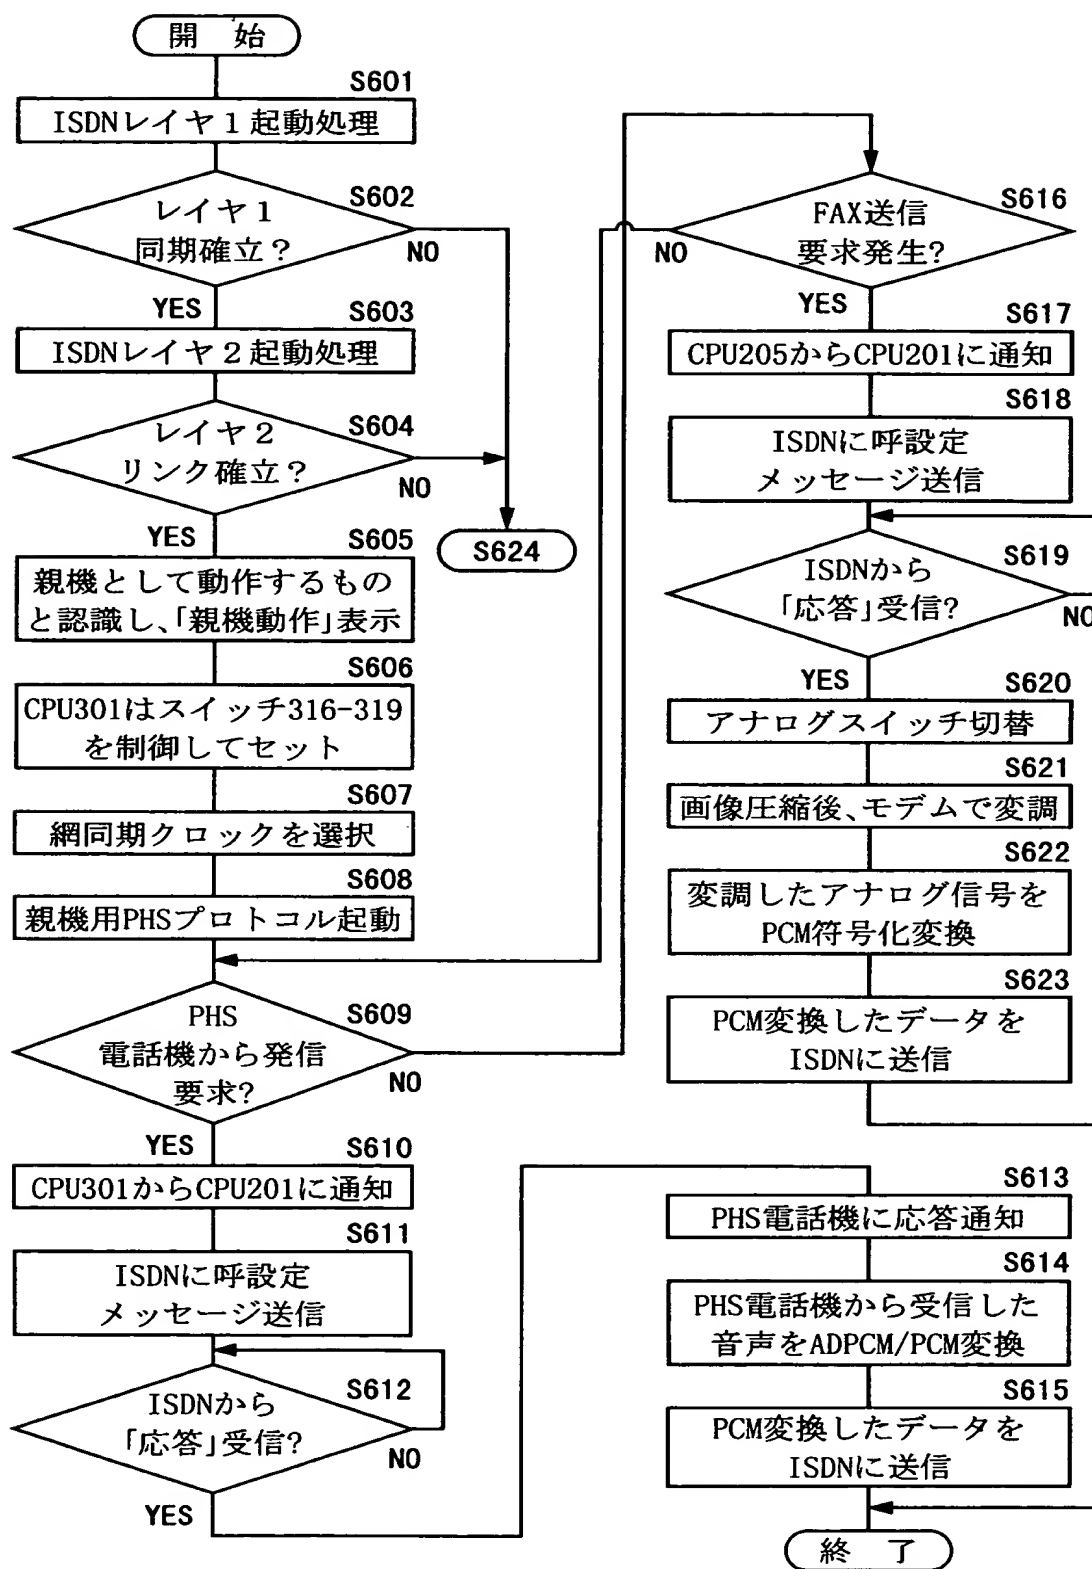 開 始
S601
ISDNレイヤ1起動処理
S602
レイヤ1
同期確立?
NO
YES
S603
ISDNレイヤ2起動処理
S604
レイヤ2
リンク確立?
NO
YES
S624
S605
親機として動作するもの
と認識し、「親機動作」表示
S606
CPU301はスイッチ316-319
を制御してセット
S607
網同期クロックを選択
S608
親機用PHSプロトコル起動
S609
PHS
電話機から発信
要求?
NO
YES
S610
CPU301からCPU201に通知
S611
ISDNに呼設定
メッセージ送信
S612
ISDNから
「応答」受信?
NO
YES
S616
FAX送信
要求発生?
NO
YES
S617
CPU205からCPU201に通知
S618
ISDNに呼設定
メッセージ送信
S619
ISDNから
「応答」受信?
NO
YES
S620
アナログスイッチ切替
S621
画像圧縮後、モデムで変調
S622
変調したアナログ信号を
PCM符号化変換
S623
PCM変換したデータを
ISDNに送信
S613
PHS電話機に応答通知
S614
PHS電話機から受信した
音声をADPCM/PCM変換
S615
PCM変換したデータを
ISDNに送信
終 了